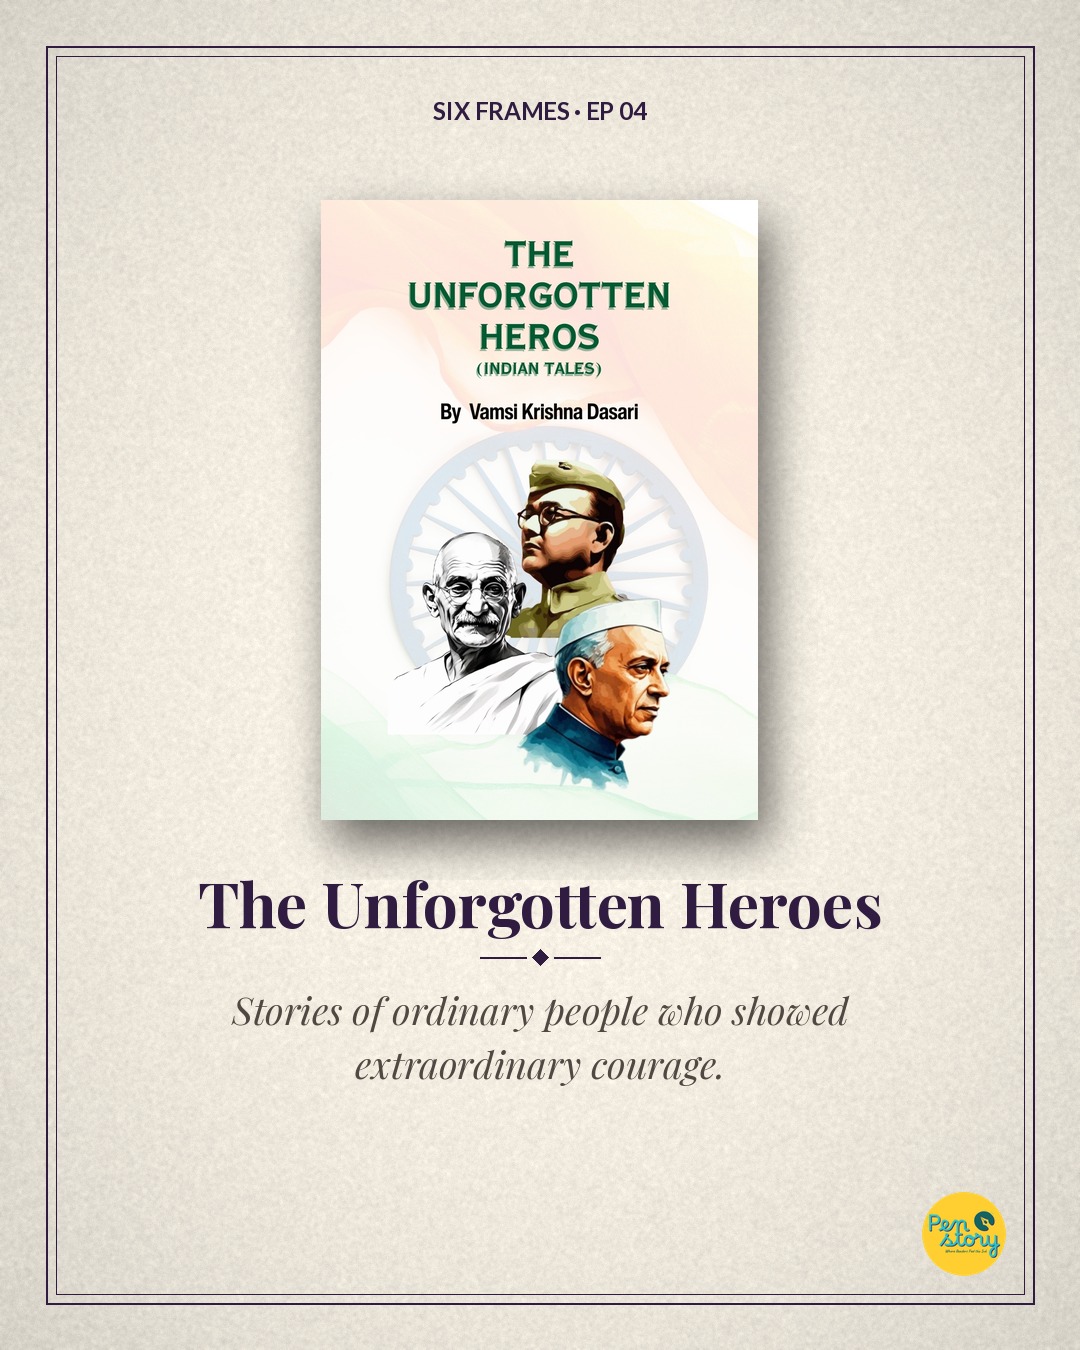 SIX FRAMES · EP 04
THE
UNFORGOTTEN
HEROS
(INDIAN TALES)
By Vamsi Krishna Dasari
The Unforgotten Heroes
Stories of ordinary people who showed
extraordinary courage.
Pen
story